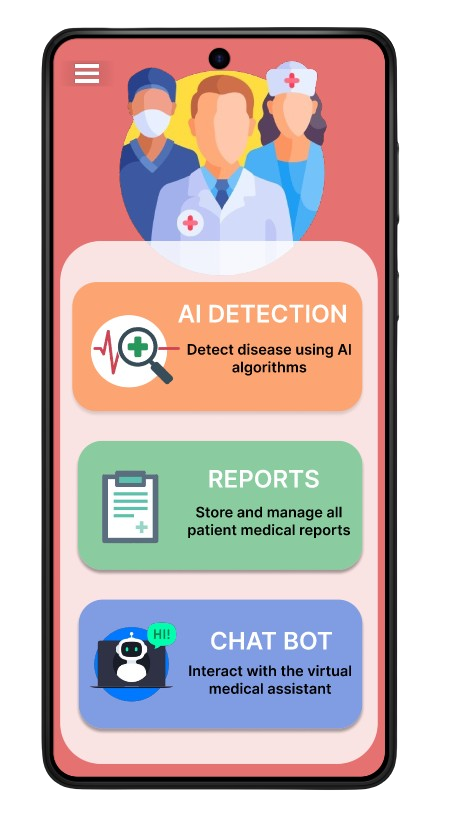 AI DETECTION
Detect disease using AI
algorithms
REPORTS
Store and manage all
patient medical reports
HI!
CHAT BOT
Interact with the virtual
medical assistant